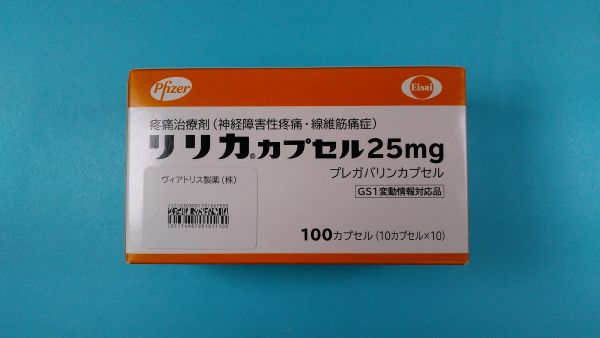 Pfizer
Eisai
疼痛治療剤(神経障害性疼痛・線維筋痛症)
リリカ®カプセル25mg
プレガバリンカプセル
GS1変動情報対応品
ヴィアトリス製薬(株)
(01)14987901011102
100カプセル(10カプセル×10)